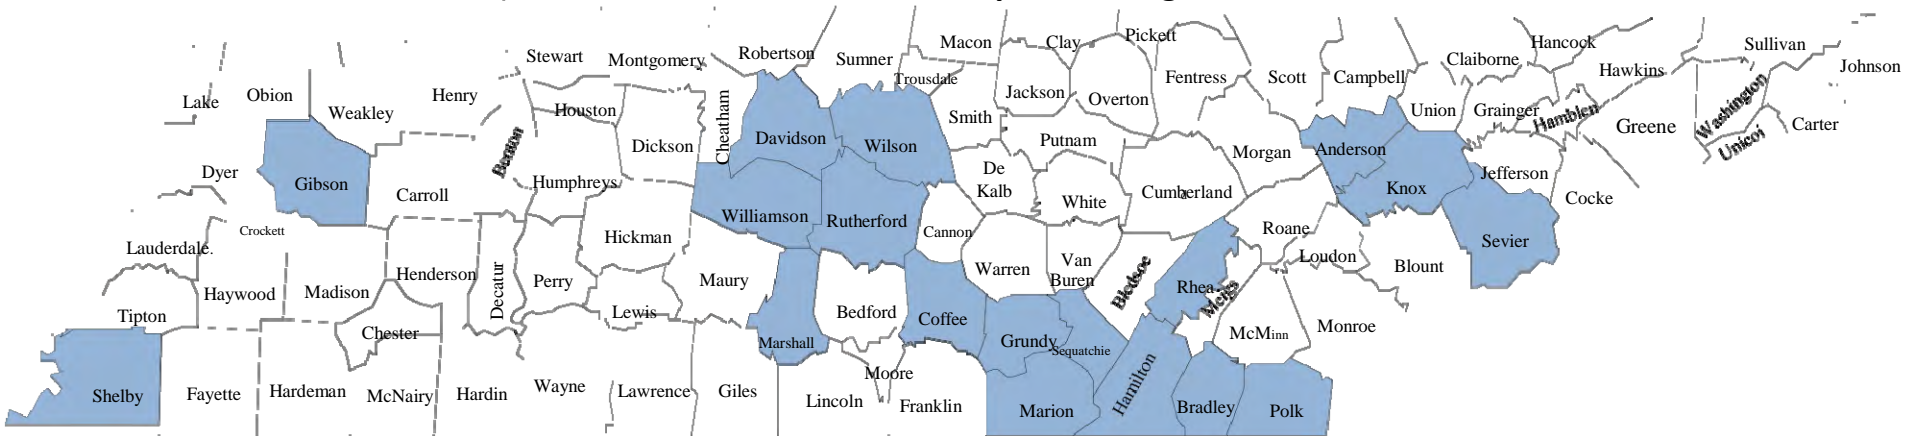 Stewart
Montgomery
Robertson
Sumner
Macon
Clay
Pickett
Hancock
Sullivan
Johnson
Lake
Obion
Weakley
Henry
Houston
Cheatham
Trousdale
Jackson
Overton
Fentress
Scott
Campbell
Claiborne
Hawkins
Union
Grainger
Hamblen
Greene
Washington
Unicoi
Carter
Dyer
Gibson
Carroll
Benton
Humphreys
Dickson
Davidson
Wilson
Smith
Putnam
De
Kalb
White
Cumberland
Morgan
Anderson
Knox
Jefferson
Cocke
Lauderdale
Crockett
Hickman
Williamson
Rutherford
Cannon
Roane
Loudon
Blount
Sevier
Haywood
Madison
Henderson
Decatur
Perry
Maury
Warren
Van
Buren
Bledsoe
Rhea
Meigs
Tipton
Chester
Lewis
Marshall
Bedford
Coffee
Grundy
Sequatchie
McMinn
Monroe
Shelby
Fayette
Hardeman
McNairy
Hardin
Wayne
Lawrence
Giles
Lincoln
Moore
Franklin
Marion
Hamilton
Bradley
Polk